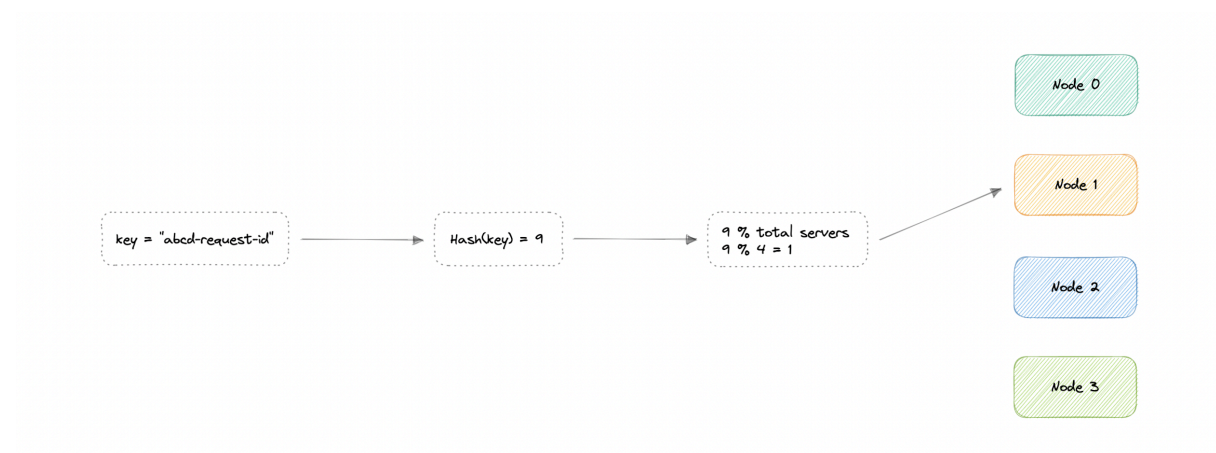 key = "abcd-request-id"
Hash(key) = 9
9 % total servers
9 % 4 = 1
Node 0
Node 1
Node 2
Node 3